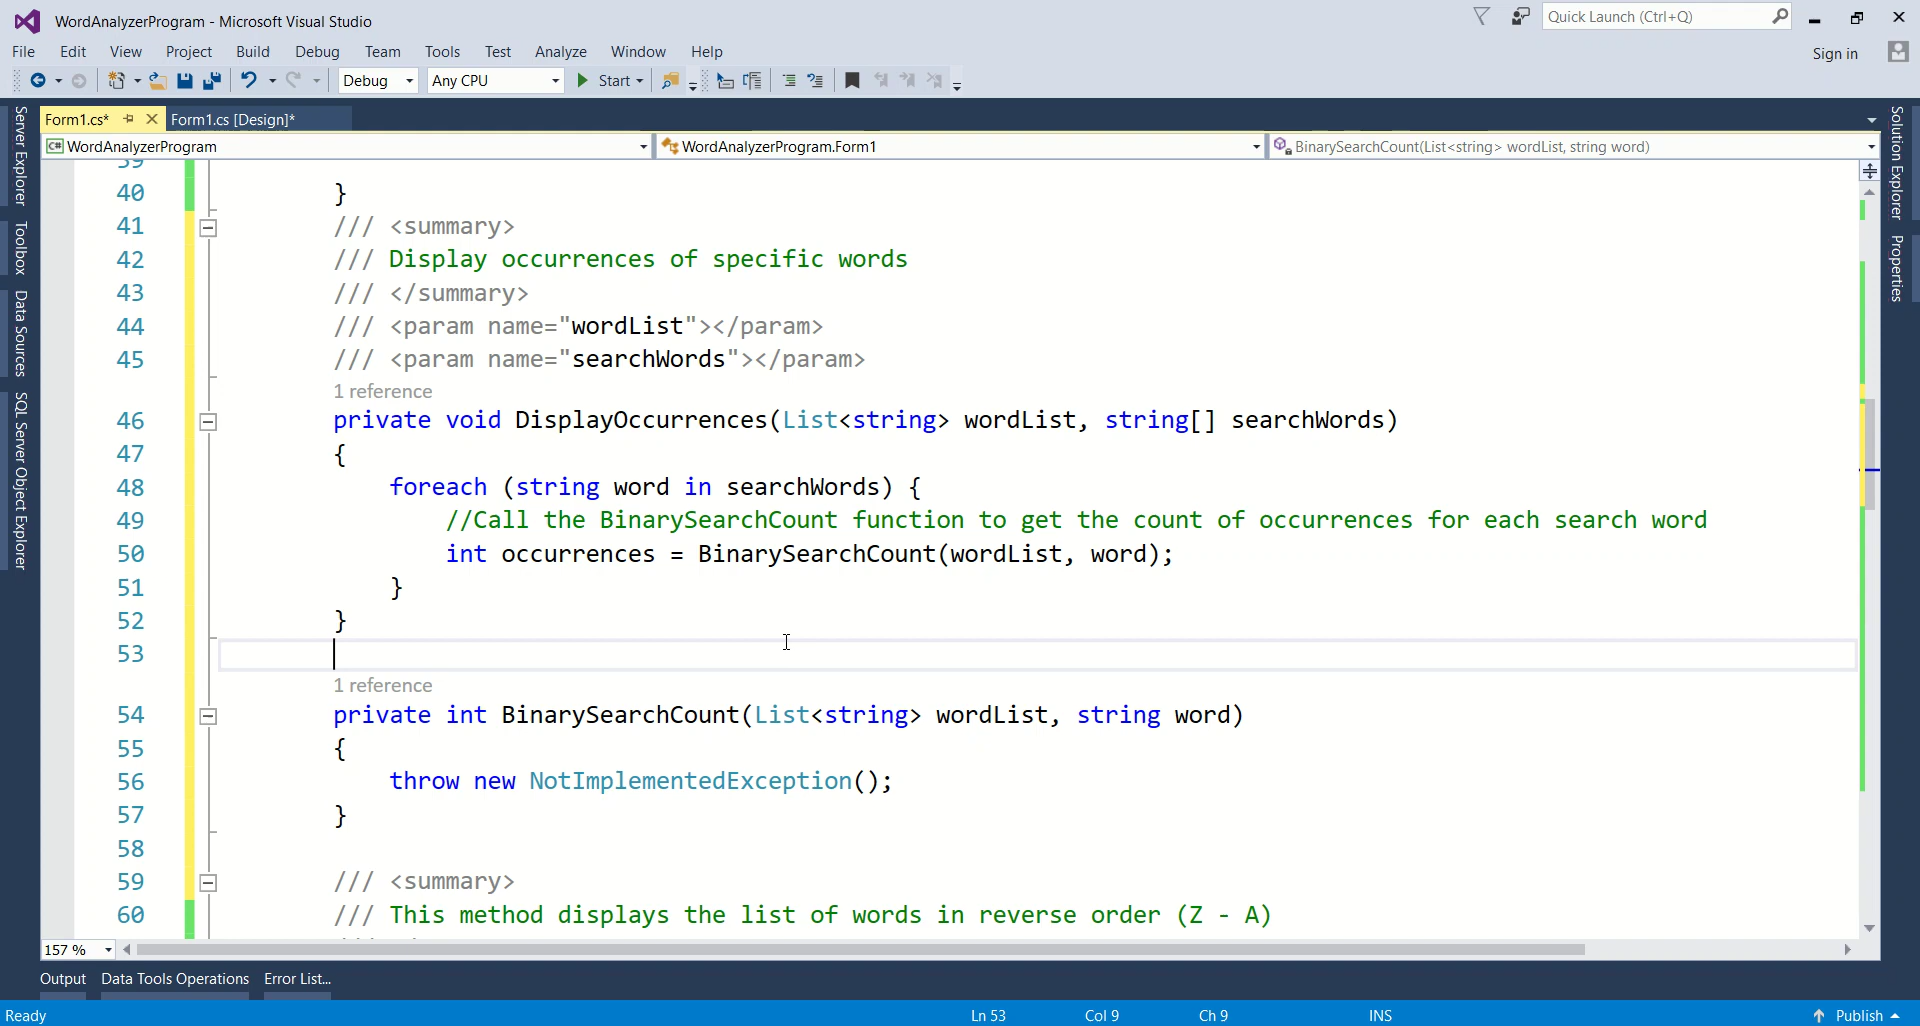 WordAnalyzerProgram - Microsoft Visual Studio
Quick Launch (Ctrl+Q)
File Edit View Project Build Debug Team Tools Test Analyze Window Help
Sign in
Debug Any CPU Start
Form1.cs* Form1.cs [Design]*
WordAnalyzerProgram WordAnalyzerProgram.Form1 BinarySearchCount(List<string> wordList, string word)
Server Explorer
Toolbox
Data Sources
SQL Server Object Explorer
Solution Explorer
Properties
39
40 }
41 /// <summary>
42 /// Display occurrences of specific words
43 /// </summary>
44 /// <param name="wordList"></param>
45 /// <param name="searchWords"></param>
1 reference
46 private void DisplayOccurrences(List<string> wordList, string[] searchWords)
47 {
48 foreach (string word in searchWords) {
49 //Call the BinarySearchCount function to get the count of occurrences for each search word
50 int occurrences = BinarySearchCount(wordList, word);
51 }
52 }
53
1 reference
54 private int BinarySearchCount(List<string> wordList, string word)
55 {
56 throw new NotImplementedException();
57 }
58
59 /// <summary>
60 /// This method displays the list of words in reverse order (Z - A)
157 %
Output Data Tools Operations Error List...
Ready Ln 53 Col 9 Ch 9 INS Publish